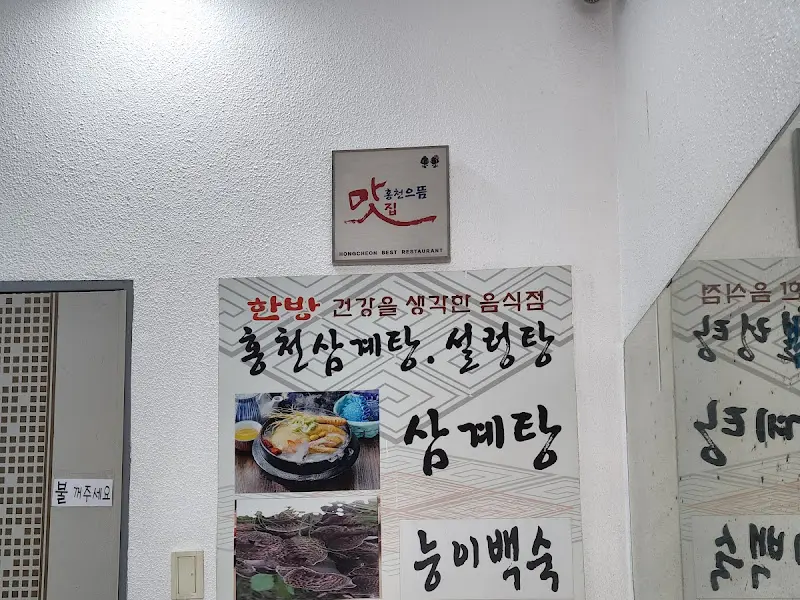 맛집
홍천으뜸
HONGCHEON BEST RESTAURANT
한방 건강을 생각한 음식점
홍천삼계탕. 설렁탕
삼계탕
능이백숙
불 꺼주세요